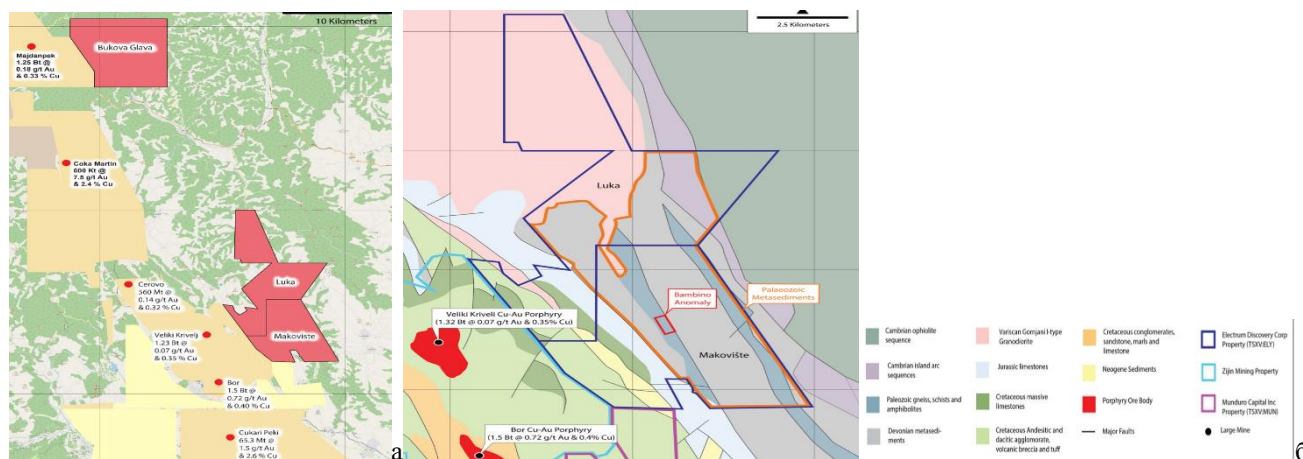 10 Kilometers
Bukova Glava
Majdanpek
1.25 Bt @
0.18 g/t Au
& 0.33 % Cu
Coka Martin
600 Kt @
7.5 g/t Au
& 2.4 % Cu
Luka
Cerovo
560 Mt @
0.14 g/t Au
& 0.32 % Cu
Makoviste
Veliki Krivelj
1.23 Bt @
0.07 g/t Au
& 0.35 % Cu
Bor
1.5 Bt @
0.72 g/t Au
& 0.40 % Cu
Cukaru Peki
65.3 Mt @
1.5 g/t Au
& 2.6 % Cu
а
2.5 Kilometers
Luka
Bambino
Anomaly
Palaeozoic
Metasediments
Veliki Kriveli Cu-Au Porphyry
(1.32 Bt @ 0.07 g/t Au & 0.35% Cu)
Makovište
Bor Cu-Au Porphyry
(1.5 Bt @ 0.72 g/t Au & 0.4% Cu)
Cambrian ophiolite
sequence
Cambrian island arc
sequences
Paleozoic gneiss, schists and
amphibolites
Devonian metasedi-
ments
Variscan Gornjani I-type
Granodiorite
Jurassic limestones
Cretaceous massive
limestones
Cretaceous Andesitic and
dacitic agglomorate,
volcanic breccia and tuff
Cretaceous conglomerates,
sandstone, marls and
limestone
Neogene Sediments
Porphyry Ore Body
Major Faults
Electrum Discovery Corp
Property (TSXV:ELY)
Zijin Mining Property
Munduro Capital Inc
Property (TSXV:MUN)
Large Mine
б